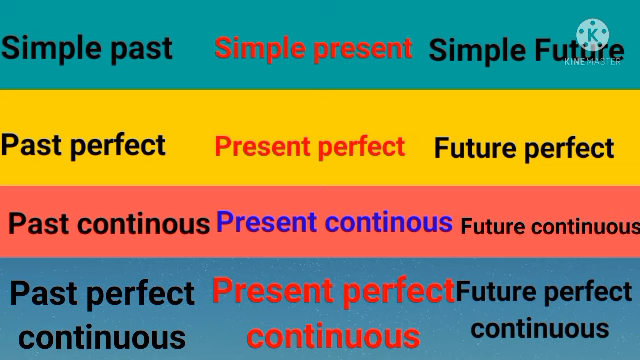 Simple past Simple present Simple Future
KINEMASTER
Past perfect Present perfect Future perfect
Past continous Present continous Future continuous
Past perfect Present perfect Future perfect
continuous continuous continuous